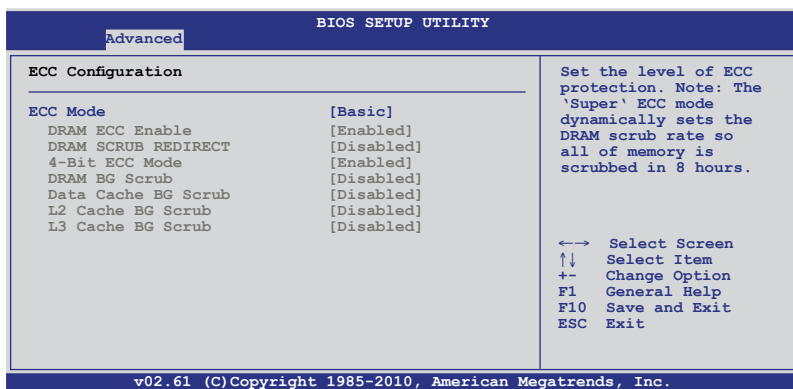 BIOS SETUP UTILITY
Advanced
ECC Configuration
ECC Mode [Basic]
DRAM ECC Enable [Enabled]
DRAM SCRUB REDIRECT [Disabled]
4-Bit ECC Mode [Enabled]
DRAM BG Scrub [Disabled]
Data Cache BG Scrub [Disabled]
L2 Cache BG Scrub [Disabled]
L3 Cache BG Scrub [Disabled]
Set the level of ECC
protection. Note: The
‘Super‘ ECC mode
dynamically sets the
DRAM scrub rate so
all of memory is
scrubbed in 8 hours.
←→ Select Screen
↑↓ Select Item
+- Change Option
F1 General Help
F10 Save and Exit
ESC Exit
v02.61 (C)Copyright 1985-2010, American Megatrends, Inc.